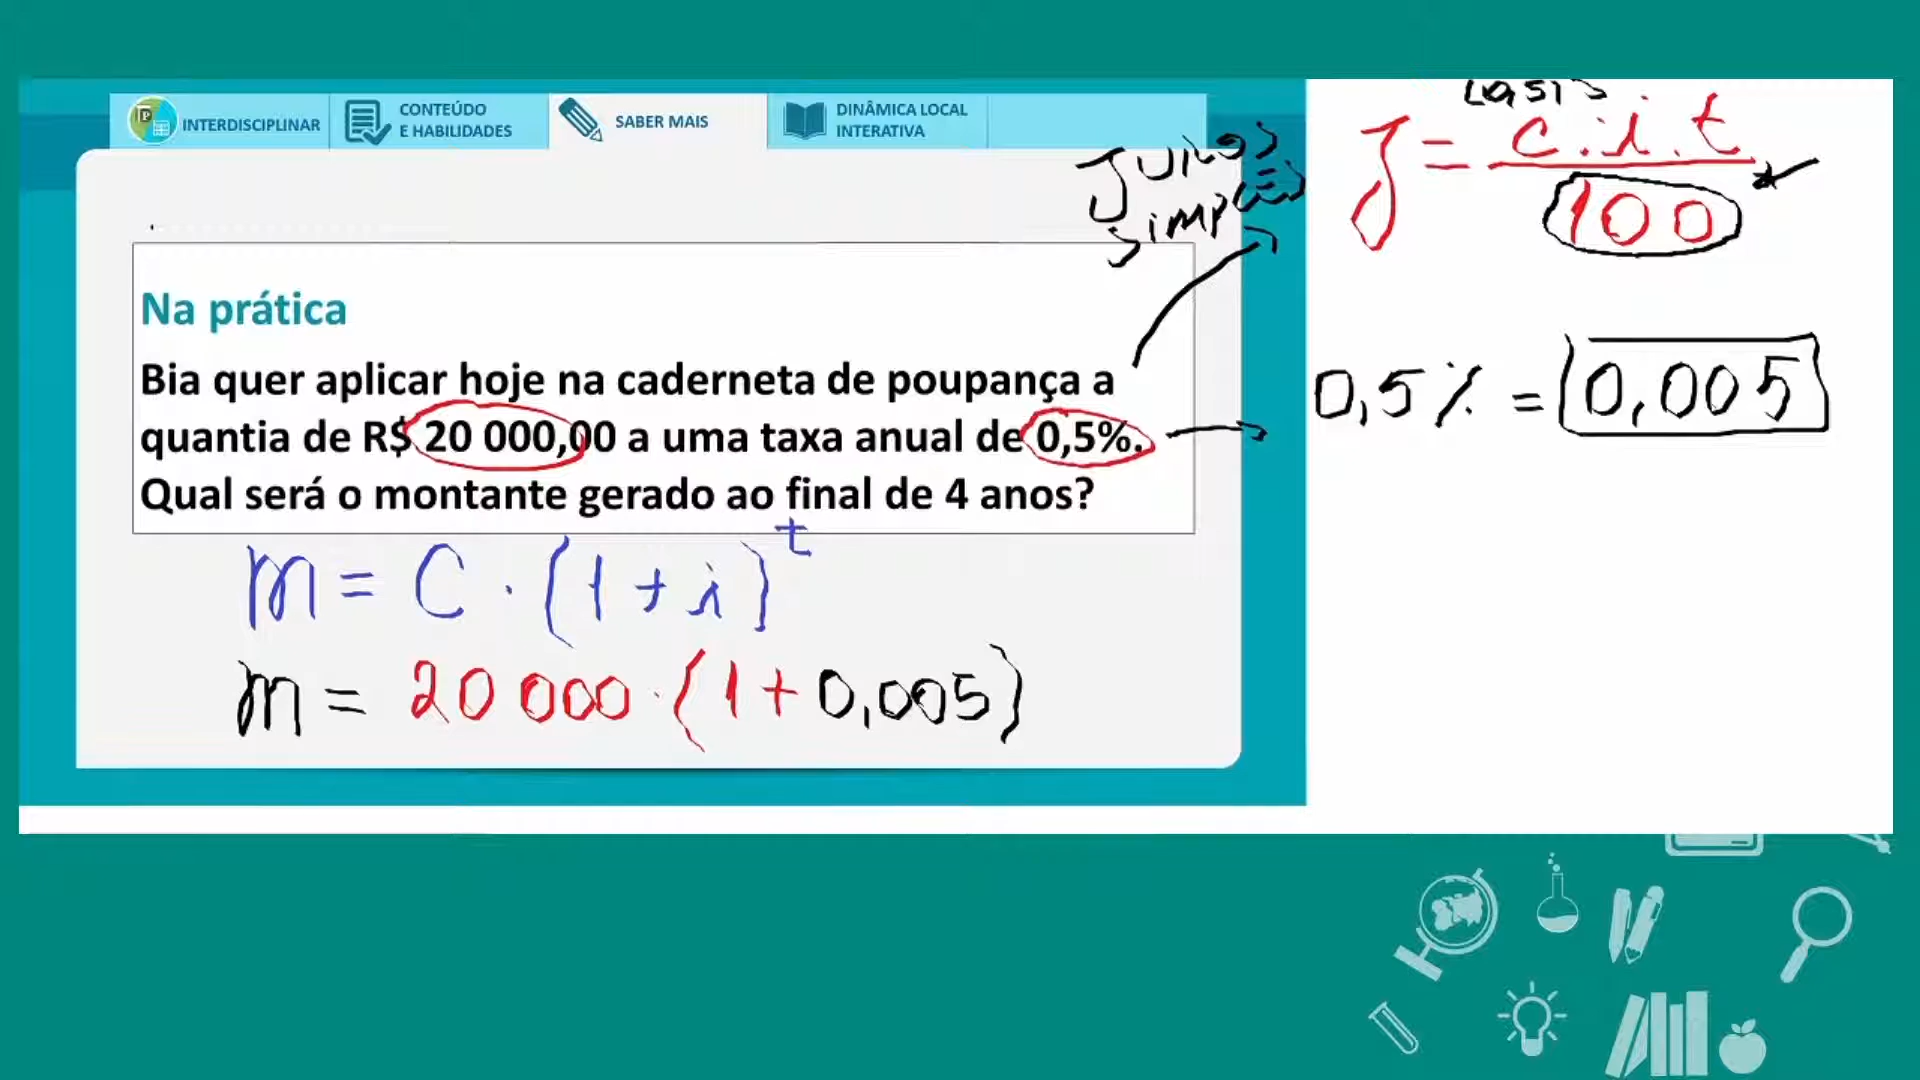 INTERDISCIPLINAR
CONTEÚDO
E HABILIDADES
SABER MAIS
DINÂMICA LOCAL
INTERATIVA
Juros
simples
J = c.i.t
100
Na prática
Bia quer aplicar hoje na caderneta de poupança a
quantia de R$ 20 000,00 a uma taxa anual de 0,5%.
Qual será o montante gerado ao final de 4 anos?
0,5% = 0,005
m = C . (1 + i)^t
m = 20 000 . (1 + 0,005)